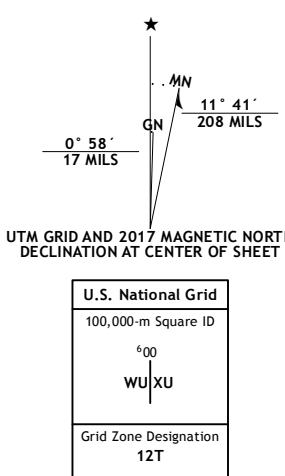 ★
MN
GN
11° 41´
208 MILS
0° 58´
17 MILS
UTM GRID AND 2017 MAGNETIC NORT
DECLINATION AT CENTER OF SHEET
U.S. National Grid
100,000-m Square ID
⁶00
WU XU
Grid Zone Designation
12T